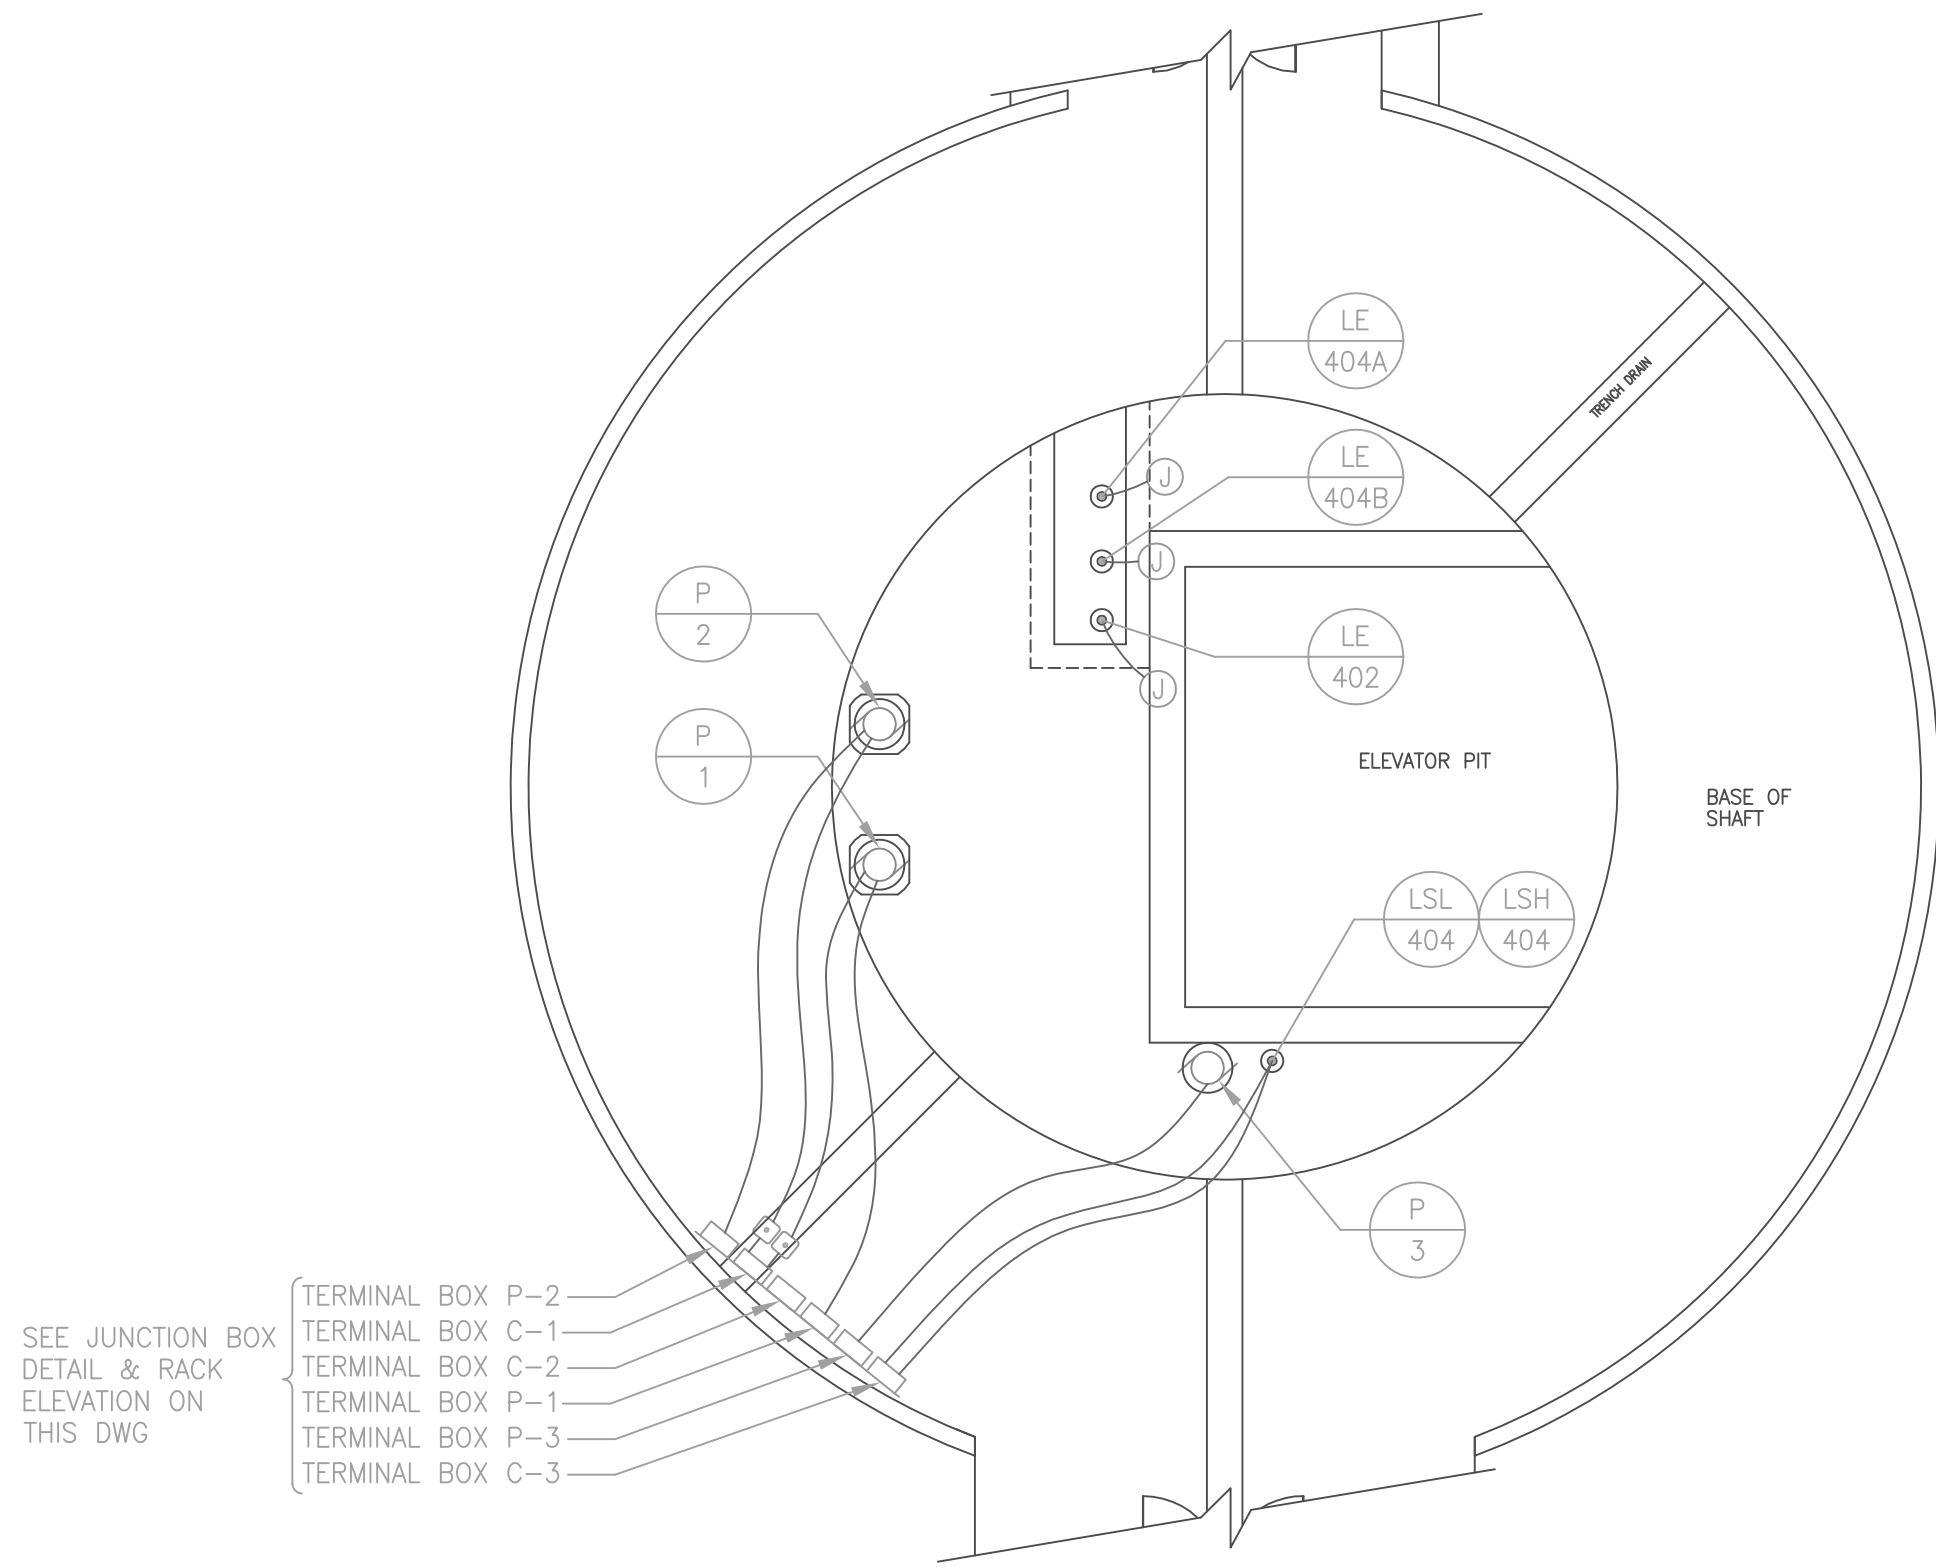 LE
404A
TRENCH DRAIN
LE
404B
J
J
P
2
LE
402
J
P
1
ELEVATOR PIT
BASE OF
SHAFT
LSL
404
LSH
404
P
3
SEE JUNCTION BOX
DETAIL & RACK
ELEVATION ON
THIS DWG
TERMINAL BOX P-2
TERMINAL BOX C-1
TERMINAL BOX C-2
TERMINAL BOX P-1
TERMINAL BOX P-3
TERMINAL BOX C-3